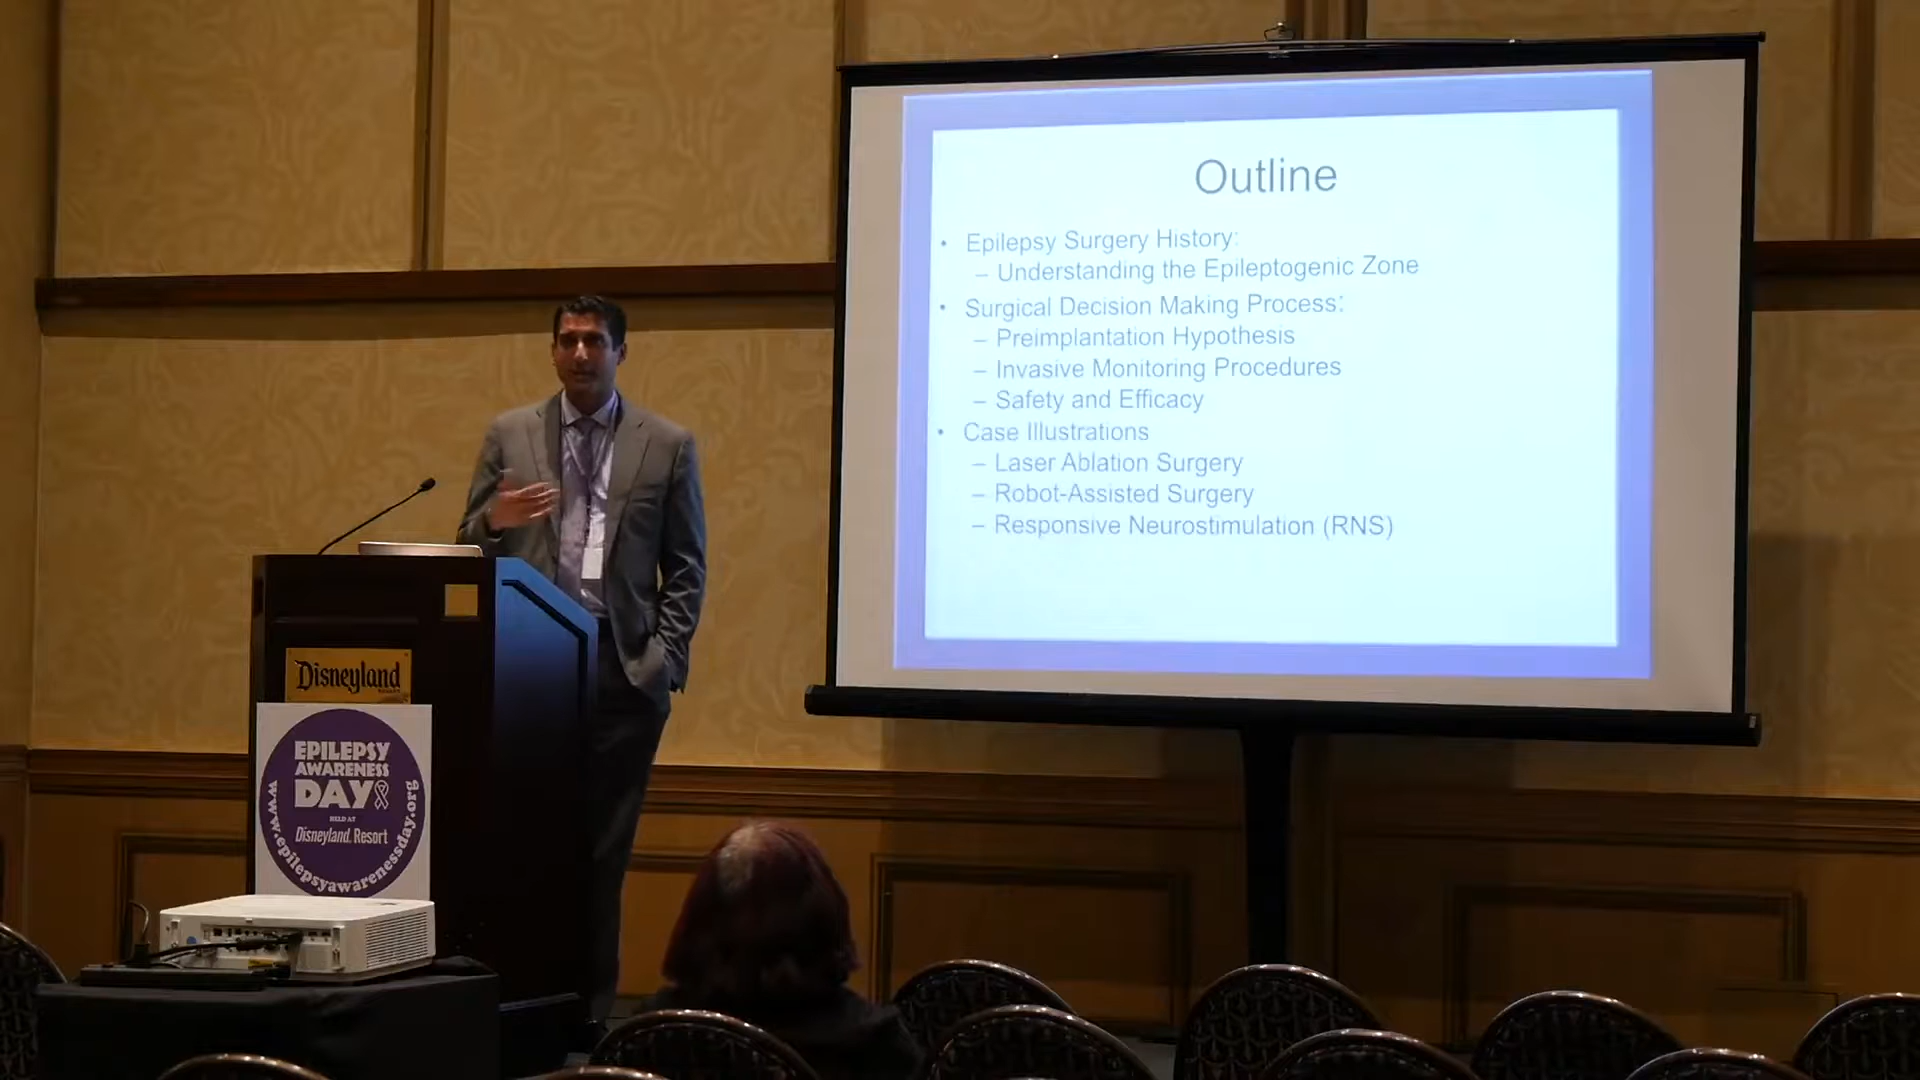 Outline
• Epilepsy Surgery History:
– Understanding the Epileptogenic Zone
• Surgical Decision Making Process:
– Preimplantation Hypothesis
– Invasive Monitoring Procedures
– Safety and Efficacy
• Case Illustrations
– Laser Ablation Surgery
– Robot-Assisted Surgery
– Responsive Neurostimulation (RNS)
Disneyland
EPILEPSY
AWARENESS
DAY
HELD AT
Disneyland Resort
www.epilepsyawarenessday.org